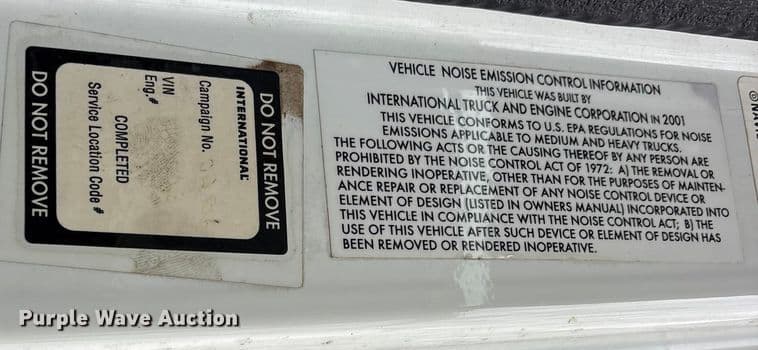 DO NOT REMOVE
INTERNATIONAL
Campaign No.
VIN
Eng.#
COMPLETED
Service Location Code #
DO NOT REMOVE
VEHICLE NOISE EMISSION CONTROL INFORMATION
THIS VEHICLE WAS BUILT BY
INTERNATIONAL TRUCK AND ENGINE CORPORATION IN 2001
THIS VEHICLE CONFORMS TO U.S. EPA REGULATIONS FOR NOISE
EMISSIONS APPLICABLE TO MEDIUM AND HEAVY TRUCKS.
THE FOLLOWING ACTS OR THE CAUSING THEREOF BY ANY PERSON ARE
PROHIBITED BY THE NOISE CONTROL ACT OF 1972: A) THE REMOVAL OR
RENDERING INOPERATIVE, OTHER THAN FOR THE PURPOSES OF MAINTEN-
ANCE REPAIR OR REPLACEMENT OF ANY NOISE CONTROL DEVICE OR
ELEMENT OF DESIGN (LISTED IN OWNERS MANUAL) INCORPORATED INTO
THIS VEHICLE IN COMPLIANCE WITH THE NOISE CONTROL ACT; B) THE
USE OF THIS VEHICLE AFTER SUCH DEVICE OR ELEMENT OF DESIGN HAS
BEEN REMOVED OR RENDERED INOPERATIVE.
Purple Wave Auction